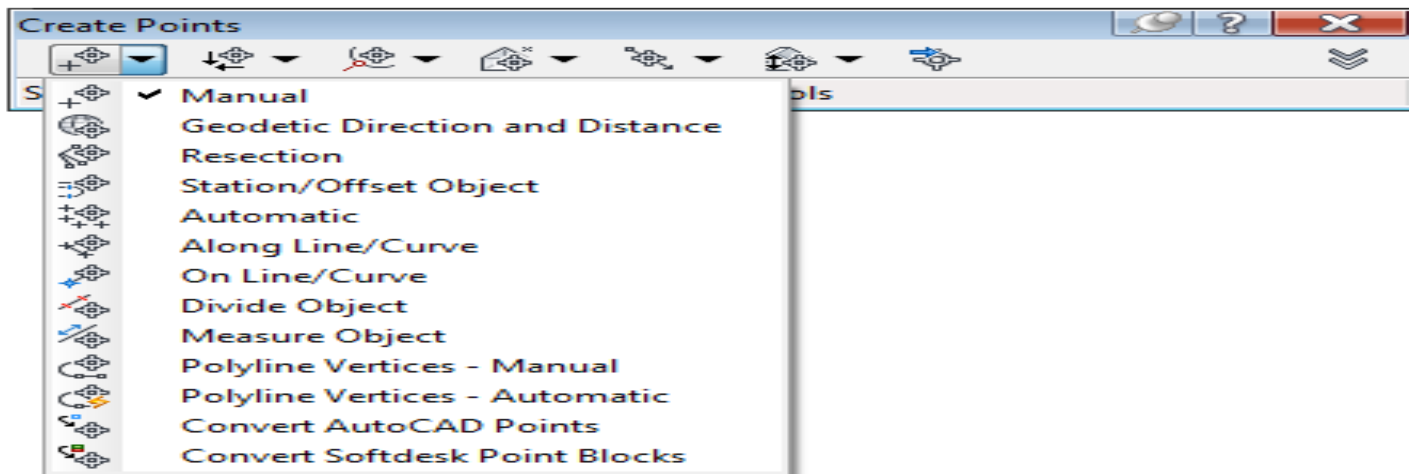 Create Points
?
S
ols
Manual
Geodetic Direction and Distance
Resection
Station/Offset Object
Automatic
Along Line/Curve
On Line/Curve
Divide Object
Measure Object
Polyline Vertices - Manual
Polyline Vertices - Automatic
Convert AutoCAD Points
Convert Softdesk Point Blocks